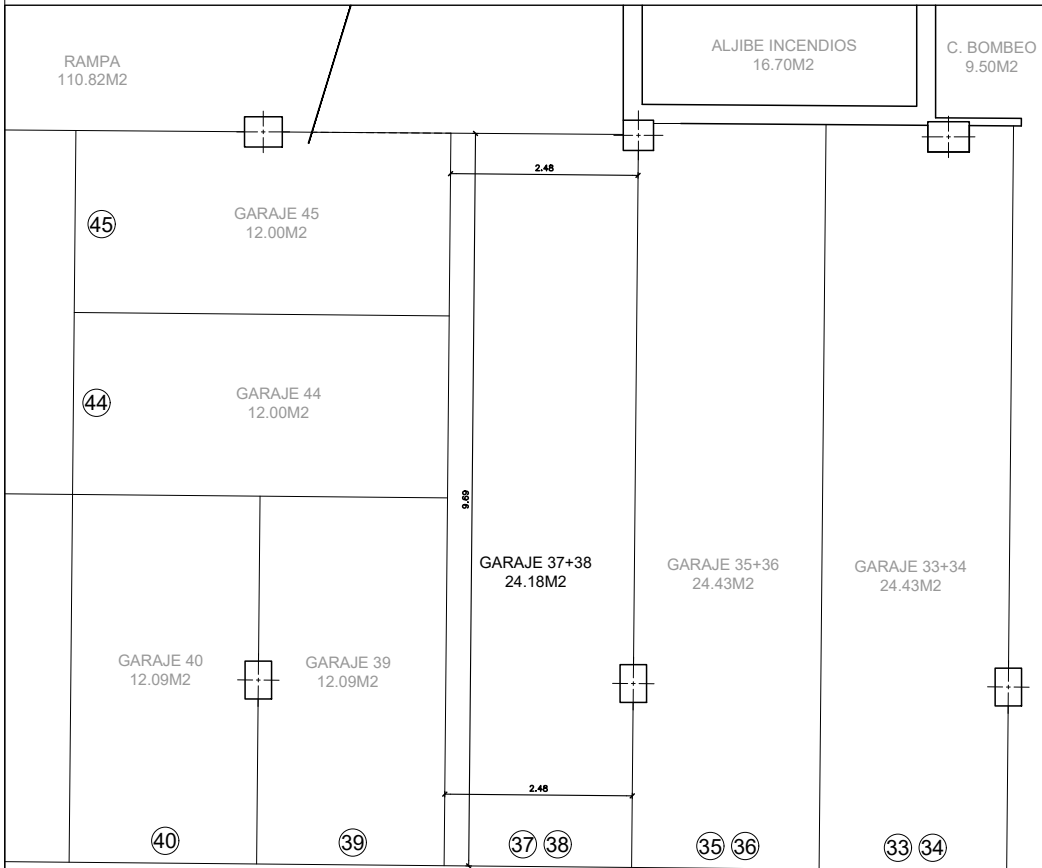 RAMPA
110.82M2
ALJIBE INCENDIOS
16.70M2
C. BOMBEO
9.50M2
2.48
45
GARAJE 45
12.00M2
44
GARAJE 44
12.00M2
9.69
GARAJE 37+38
24.18M2
GARAJE 35+36
24.43M2
GARAJE 33+34
24.43M2
GARAJE 40
12.09M2
GARAJE 39
12.09M2
2.48
40
39
37 38
35 36
33 34